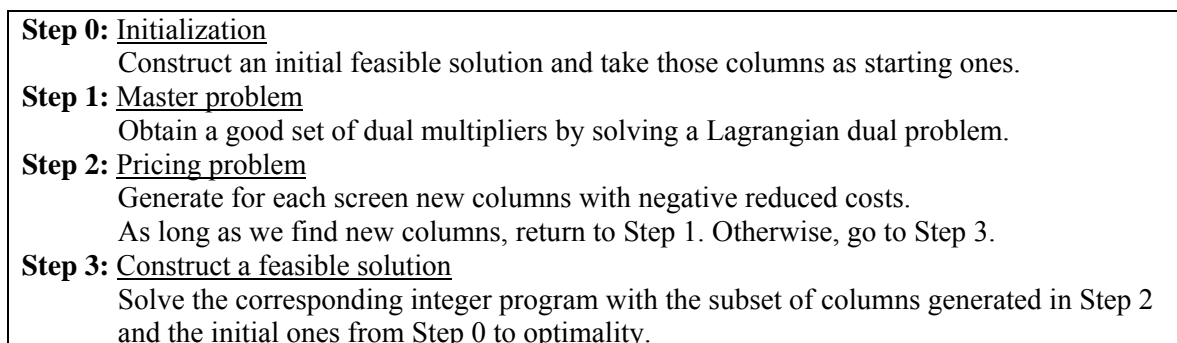 Step 0: Initialization
Construct an initial feasible solution and take those columns as starting ones.
Step 1: Master problem
Obtain a good set of dual multipliers by solving a Lagrangian dual problem.
Step 2: Pricing problem
Generate for each screen new columns with negative reduced costs.
As long as we find new columns, return to Step 1. Otherwise, go to Step 3.
Step 3: Construct a feasible solution
Solve the corresponding integer program with the subset of columns generated in Step 2
and the initial ones from Step 0 to optimality.